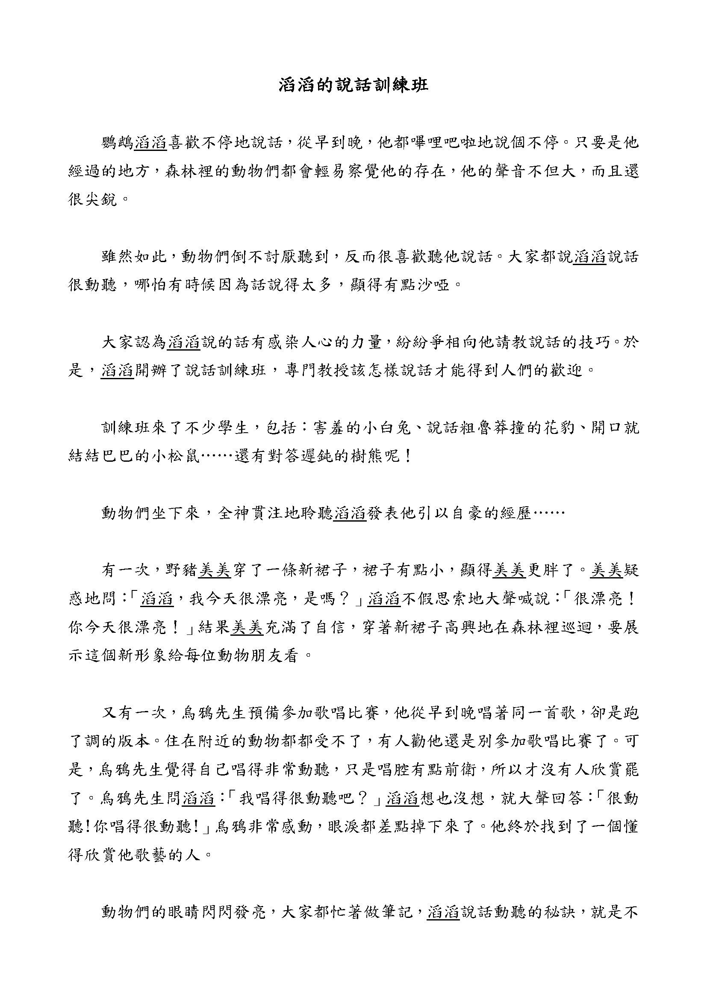 滔滔的說話訓練班
鸚鵡滔滔喜歡不停地說話，從早到晚，他都嗶哩吧啦地說個不停。只要是他
經過的地方，森林裡的動物們都會輕易察覺他的存在，他的聲音不但大，而且還
很尖銳。
雖然如此，動物們倒不討厭聽到，反而很喜歡聽他說話。大家都說滔滔說話
很動聽，哪怕有時候因為話說得太多，顯得有點沙啞。
大家認為滔滔說的話有感染人心的力量，紛紛爭相向他請教說話的技巧。於
是，滔滔開辦了說話訓練班，專門教授該怎樣說話才能得到人們的歡迎。
訓練班來了不少學生，包括：害羞的小白兔、說話粗魯莽撞的花豹、開口就
結結巴巴的小松鼠……還有對答遲鈍的樹熊呢！
動物們坐下來，全神貫注地聆聽滔滔發表他引以自豪的經歷……
有一次，野豬美美穿了一條新裙子，裙子有點小，顯得美美更胖了。美美疑
惑地問：「滔滔，我今天很漂亮，是嗎？」滔滔不假思索地大聲喊說：「很漂亮！
你今天很漂亮！」結果美美充滿了自信，穿著新裙子高興地在森林裡巡迴，要展
示這個新形象給每位動物朋友看。
又有一次，烏鴉先生預備參加歌唱比賽，他從早到晚唱著同一首歌，卻是跑
了調的版本。住在附近的動物都都受不了，有人勸他還是別參加歌唱比賽了。可
是，烏鴉先生覺得自己唱得非常動聽，只是唱腔有點前衛，所以才沒有人欣賞罷
了。烏鴉先生問滔滔：「我唱得很動聽吧？」滔滔想也沒想，就大聲回答：「很動
聽！你唱得很動聽！」烏鴉非常感動，眼淚都差點掉下來了。他終於找到了一個懂
得欣賞他歌藝的人。
動物們的眼睛閃閃發亮，大家都忙著做筆記，滔滔說話動聽的秘訣，就是不